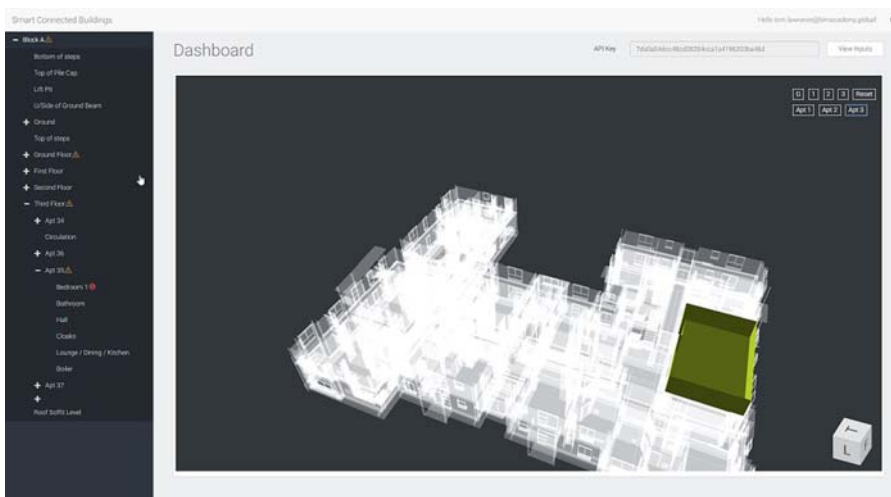 Smart Connected Buildings
Block A
Bottom of steps
Top of Pile Cap
Lift Pit
U/Side of Ground Beam
Ground
Top of steps
Ground Floor
First Floor
Second Floor
Third Floor
Apt 34
Circulation
Apt 36
Apt 35
Bedroom 1
Bathroom
Hall
Cloaks
Lounge / Dining / Kitchen
Boiler
Apt 37
Roof Soffit Level
Dashboard
API Key
View Inputs
G 1 2 3 Reset
Apt 1 Apt 2 Apt 3
L